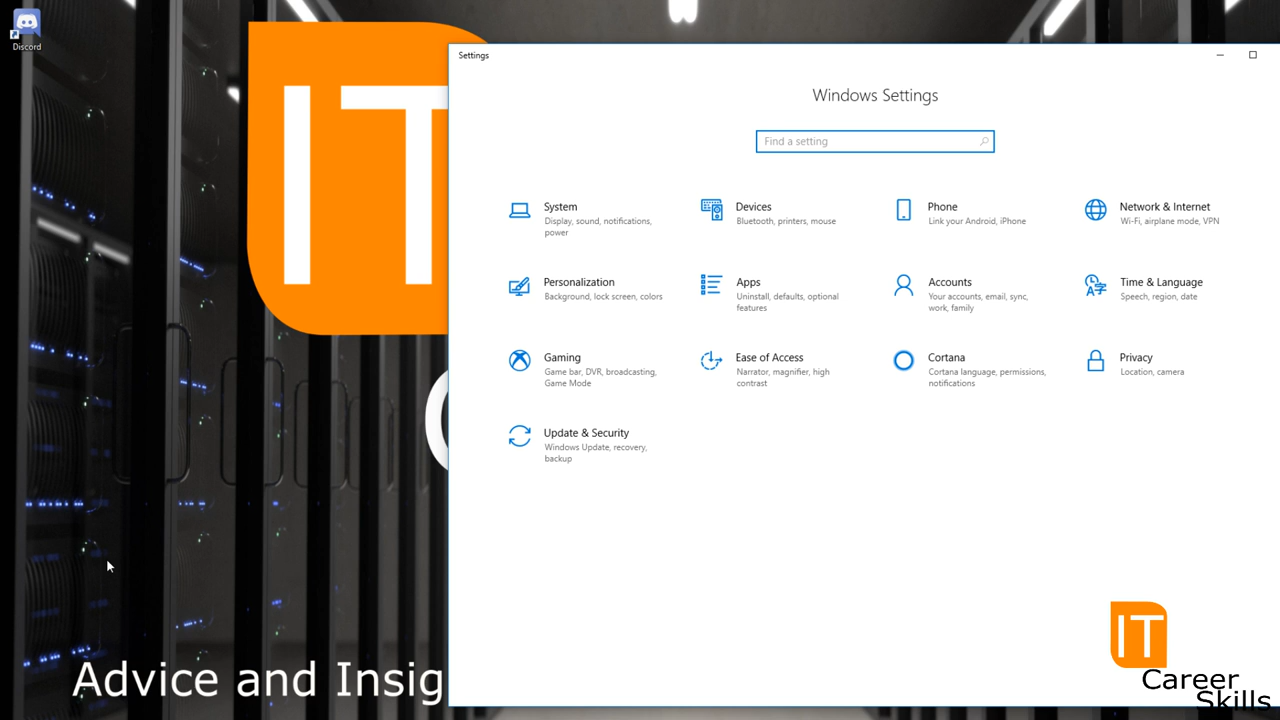 Discord
IT
Settings
Windows Settings
Find a setting
System
Display, sound, notifications,
power
Devices
Bluetooth, printers, mouse
Phone
Link your Android, iPhone
Network & Internet
Wi-Fi, airplane mode, VPN
Personalization
Background, lock screen, colors
Apps
Uninstall, defaults, optional
features
Accounts
Your accounts, email, sync,
work, family
Time & Language
Speech, region, date
Gaming
Game bar, DVR, broadcasting,
Game Mode
Ease of Access
Narrator, magnifier, high
contrast
Cortana
Cortana language, permissions,
notifications
Privacy
Location, camera
Update & Security
Windows Update, recovery,
backup
Advice and Insig
IT
Career
Skills